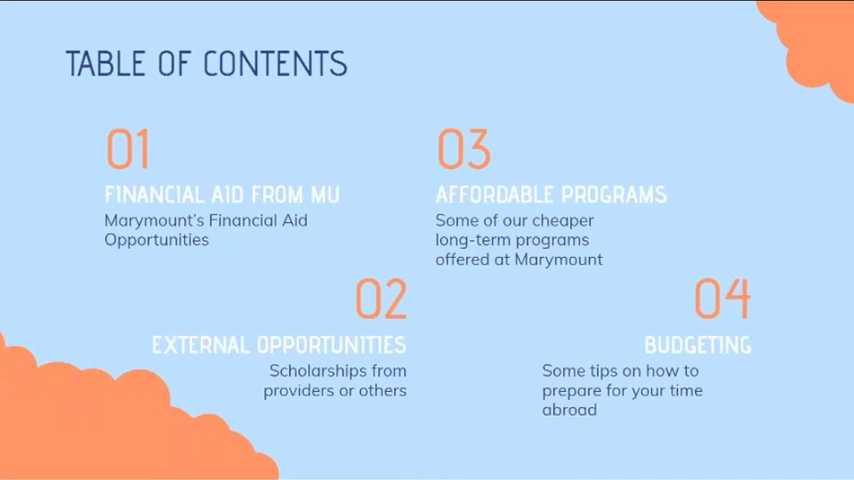 TABLE OF CONTENTS
01
FINANCIAL AID FROM MU
Marymount's Financial Aid
Opportunities
02
EXTERNAL OPPORTUNITIES
Scholarships from
providers or others
03
AFFORDABLE PROGRAMS
Some of our cheaper
long-term programs
offered at Marymount
04
BUDGETING
Some tips on how to
prepare for your time
abroad